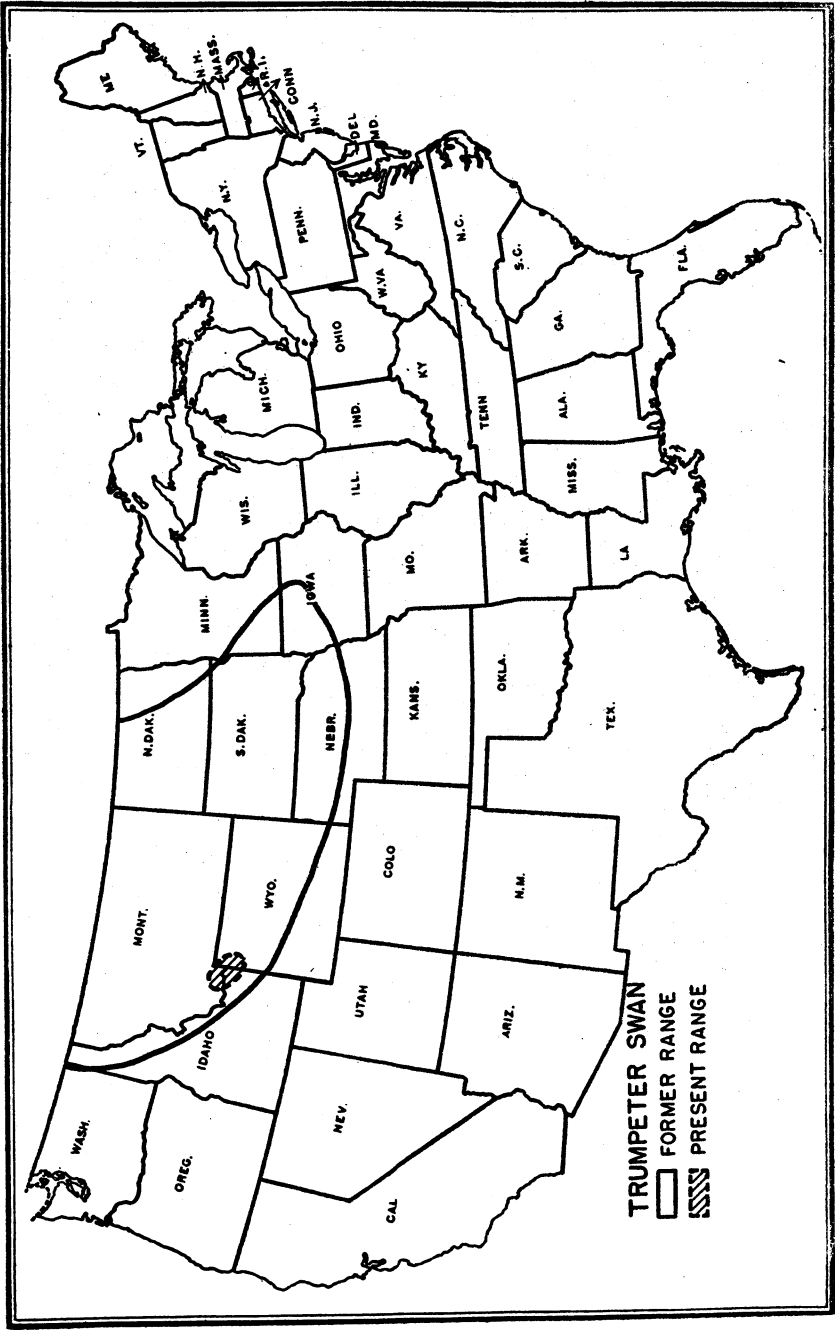 WASH.
OREG.
CAL
NEV.
IDAHO
MONT.
WYO.
UTAH
ARIZ.
COLO
N.M.
N.DAK.
S.DAK.
NEBR.
KANS.
OKLA.
TEX.
MINN.
IOWA
MO.
ARK.
LA
WIS.
ILL.
MICH.
IND.
OHIO
KY
TENN
MISS.
ALA.
GA.
FLA.
S.C.
N.C.
VA.
W.VA
PENN.
N.Y.
VT.
ME
N.H.
MASS.
R.I.
CONN
N.J.
DEL
MD.
TRUMPETER SWAN
FORMER RANGE
PRESENT RANGE